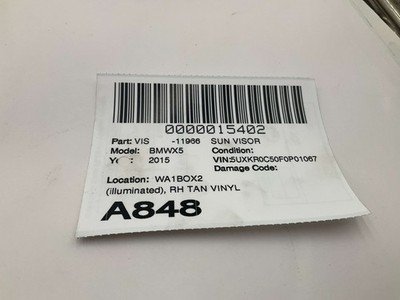 0000015402
Part: VIS -11966 SUN VISOR
Model: BMWX5 Condition:
Year: 2015 VIN:5UXKR0C50F0P01067
Damage Code:
Location: WA1BOX2
(illuminated), RH TAN VINYL
A848